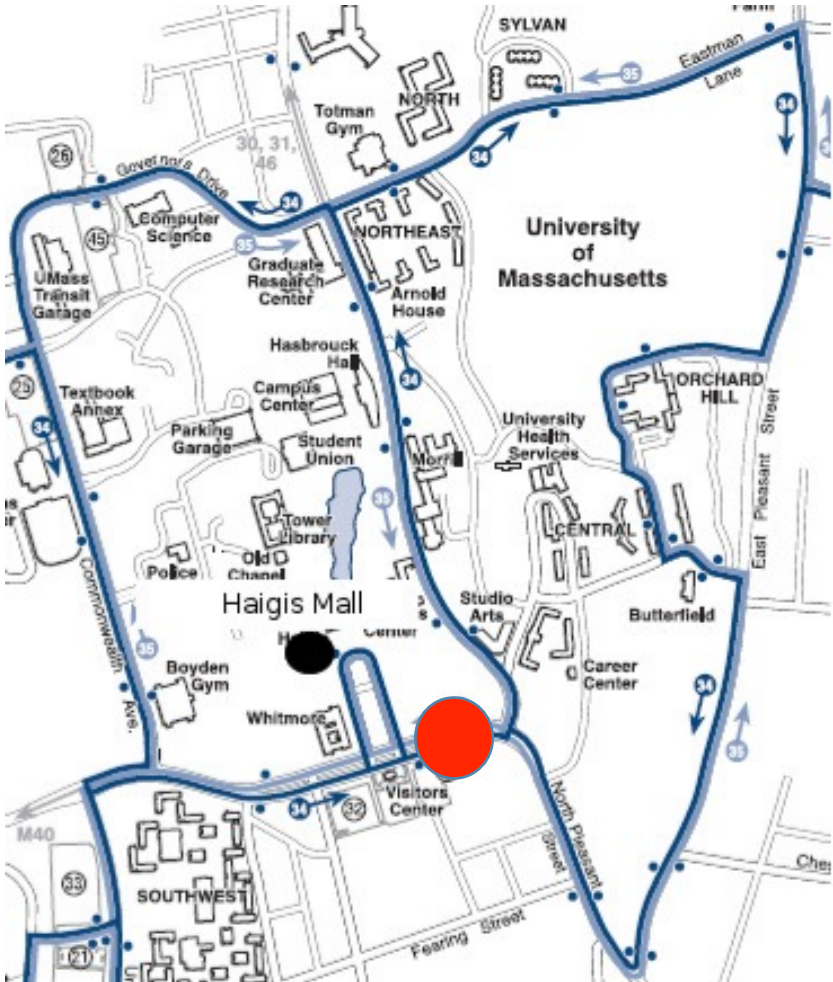 SYLVAN
Farm
Eastman
Lane
35
NORTH
Totman
Gym
34
34
30, 31,
46
26
Governors Drive
34
Computer
Science
45
35
NORTHEAST
University
of
Massachusetts
UMass
Transit
Garage
Graduate
Research
Center
Arnold
House
Hasbrouck
Hal
34
ORCHARD
HILL
25
Textbook
Annex
Campus
Center
34
Parking
Garage
Student
Union
University
Health
Services
Morri
East Pleasant Street
35
Tower
Library
CENTRAL
Police
Old
Chapel
Haigis Mall
Studio
Arts
Butterfield
Center
Commonwealth
Ave.
35
Boyden
Gym
Career
Center
34
Whitmore
35
Visitors
Center
34
32
M40
North Pleasant
Street
33
SOUTHWEST
Fearing Street
21